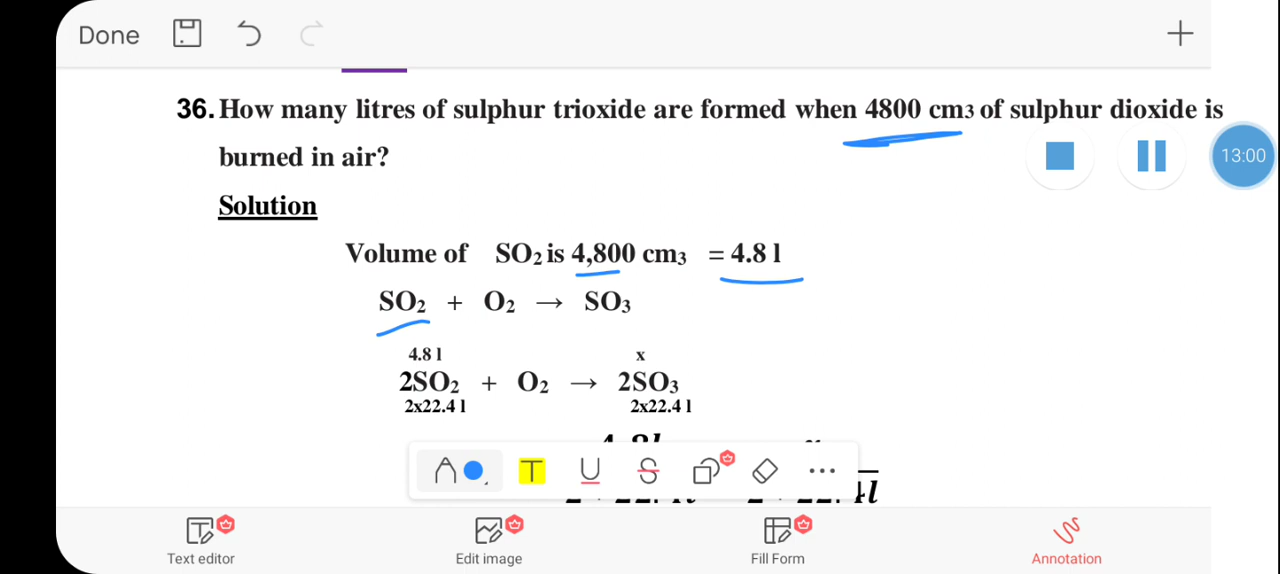 Done
36. How many litres of sulphur trioxide are formed when 4800 cm3 of sulphur dioxide is
burned in air?
13:00
Solution
Volume of SO₂ is 4,800 cm3 = 4.8 l
SO₂ + O₂ → SO₃
4.8 l x
2SO₂ + O₂ → 2SO₃
2x22.4 l 2x22.4 l
Text editor Edit image Fill Form Annotation